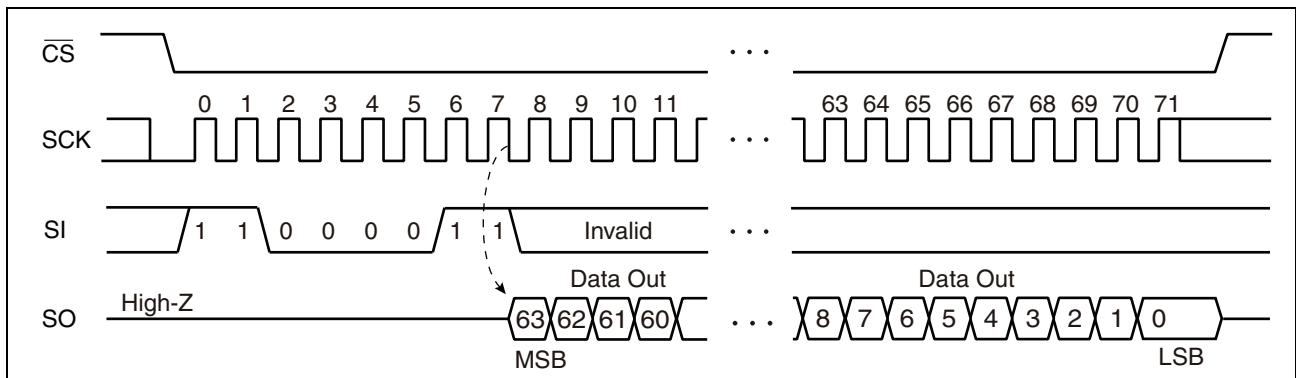 CS
. . .
0 1 2 3 4 5 6 7 8 9 10 11 63 64 65 66 67 68 69 70 71
SCK
. . .
SI
1 1 0 0 0 0 1 1 Invalid
. . .
Data Out Data Out
High-Z
SO
63 62 61 60 . . . 8 7 6 5 4 3 2 1 0
MSB LSB